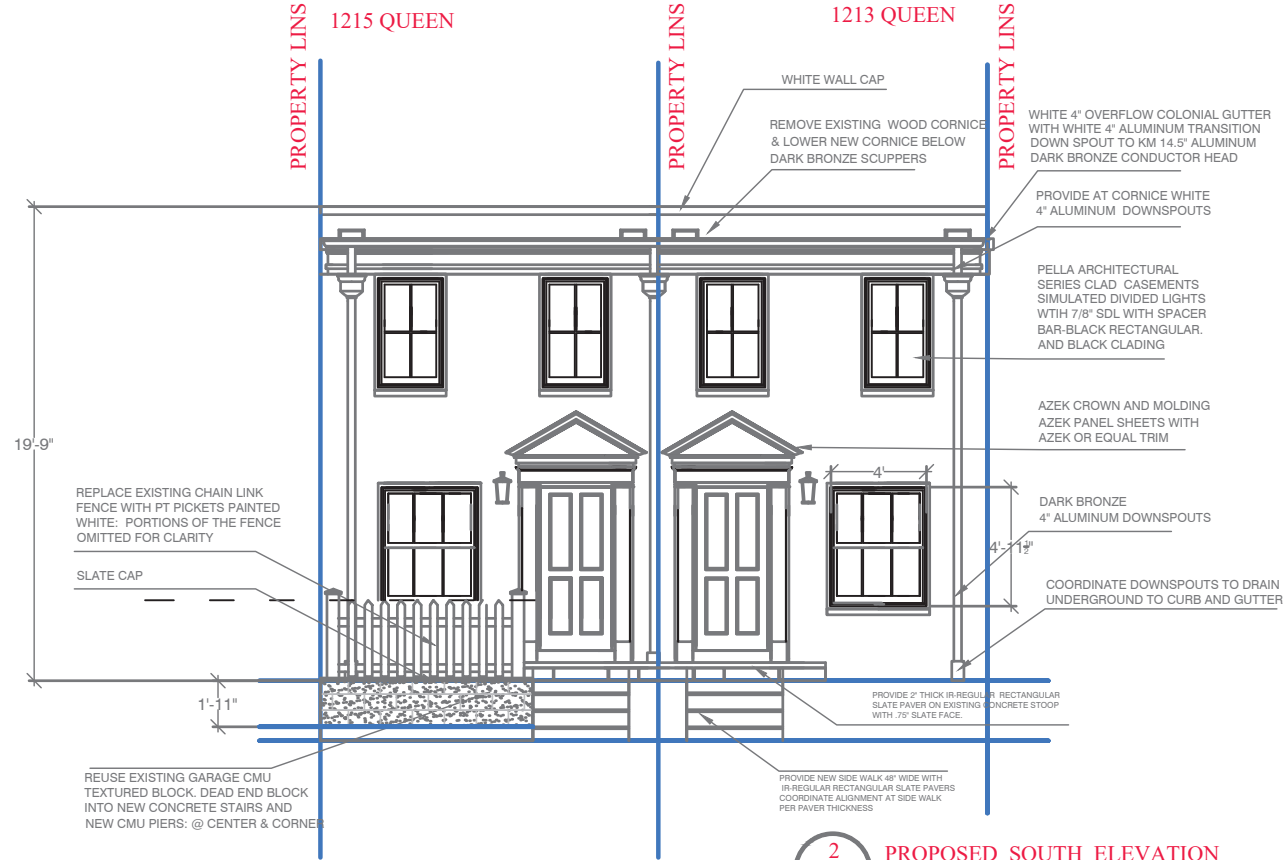 PROPERTY LINS
1215 QUEEN
PROPERTY LINS
1213 QUEEN
PROPERTY LINS
WHITE WALL CAP
REMOVE EXISTING WOOD CORNICE
& LOWER NEW CORNICE BELOW
DARK BRONZE SCUPPERS
WHITE 4" OVERFLOW COLONIAL GUTTER
WITH WHITE 4" ALUMINUM TRANSITION
DOWN SPOUT TO KM 14.5" ALUMINUM
DARK BRONZE CONDUCTOR HEAD
PROVIDE AT CORNICE WHITE
4" ALUMINUM DOWNSPOUTS
PELLA ARCHITECTURAL
SERIES CLAD CASEMENTS
SIMULATED DIVIDED LIGHTS
WTIH 7/8" SDL WITH SPACER
BAR-BLACK RECTANGULAR.
AND BLACK CLADING
AZEK CROWN AND MOLDING
AZEK PANEL SHEETS WITH
AZEK OR EQUAL TRIM
19'-9"
4'
4'-11½"
DARK BRONZE
4" ALUMINUM DOWNSPOUTS
REPLACE EXISTING CHAIN LINK
FENCE WITH PT PICKETS PAINTED
WHITE: PORTIONS OF THE FENCE
OMITTED FOR CLARITY
SLATE CAP
COORDINATE DOWNSPOUTS TO DRAIN
UNDERGROUND TO CURB AND GUTTER
1'-11"
PROVIDE 2" THICK IR-REGULAR RECTANGULAR
SLATE PAVER ON EXISTING CONCRETE STOOP
WITH .75" SLATE FACE.
REUSE EXISTING GARAGE CMU
TEXTURED BLOCK. DEAD END BLOCK
INTO NEW CONCRETE STAIRS AND
NEW CMU PIERS: @ CENTER & CORNER
PROVIDE NEW SIDE WALK 48" WIDE WITH
IR-REGULAR RECTANGULAR SLATE PAVERS
COORDINATE ALIGNMENT AT SIDE WALK
PER PAVER THICKNESS
2
PROPOSED SOUTH ELEVATION